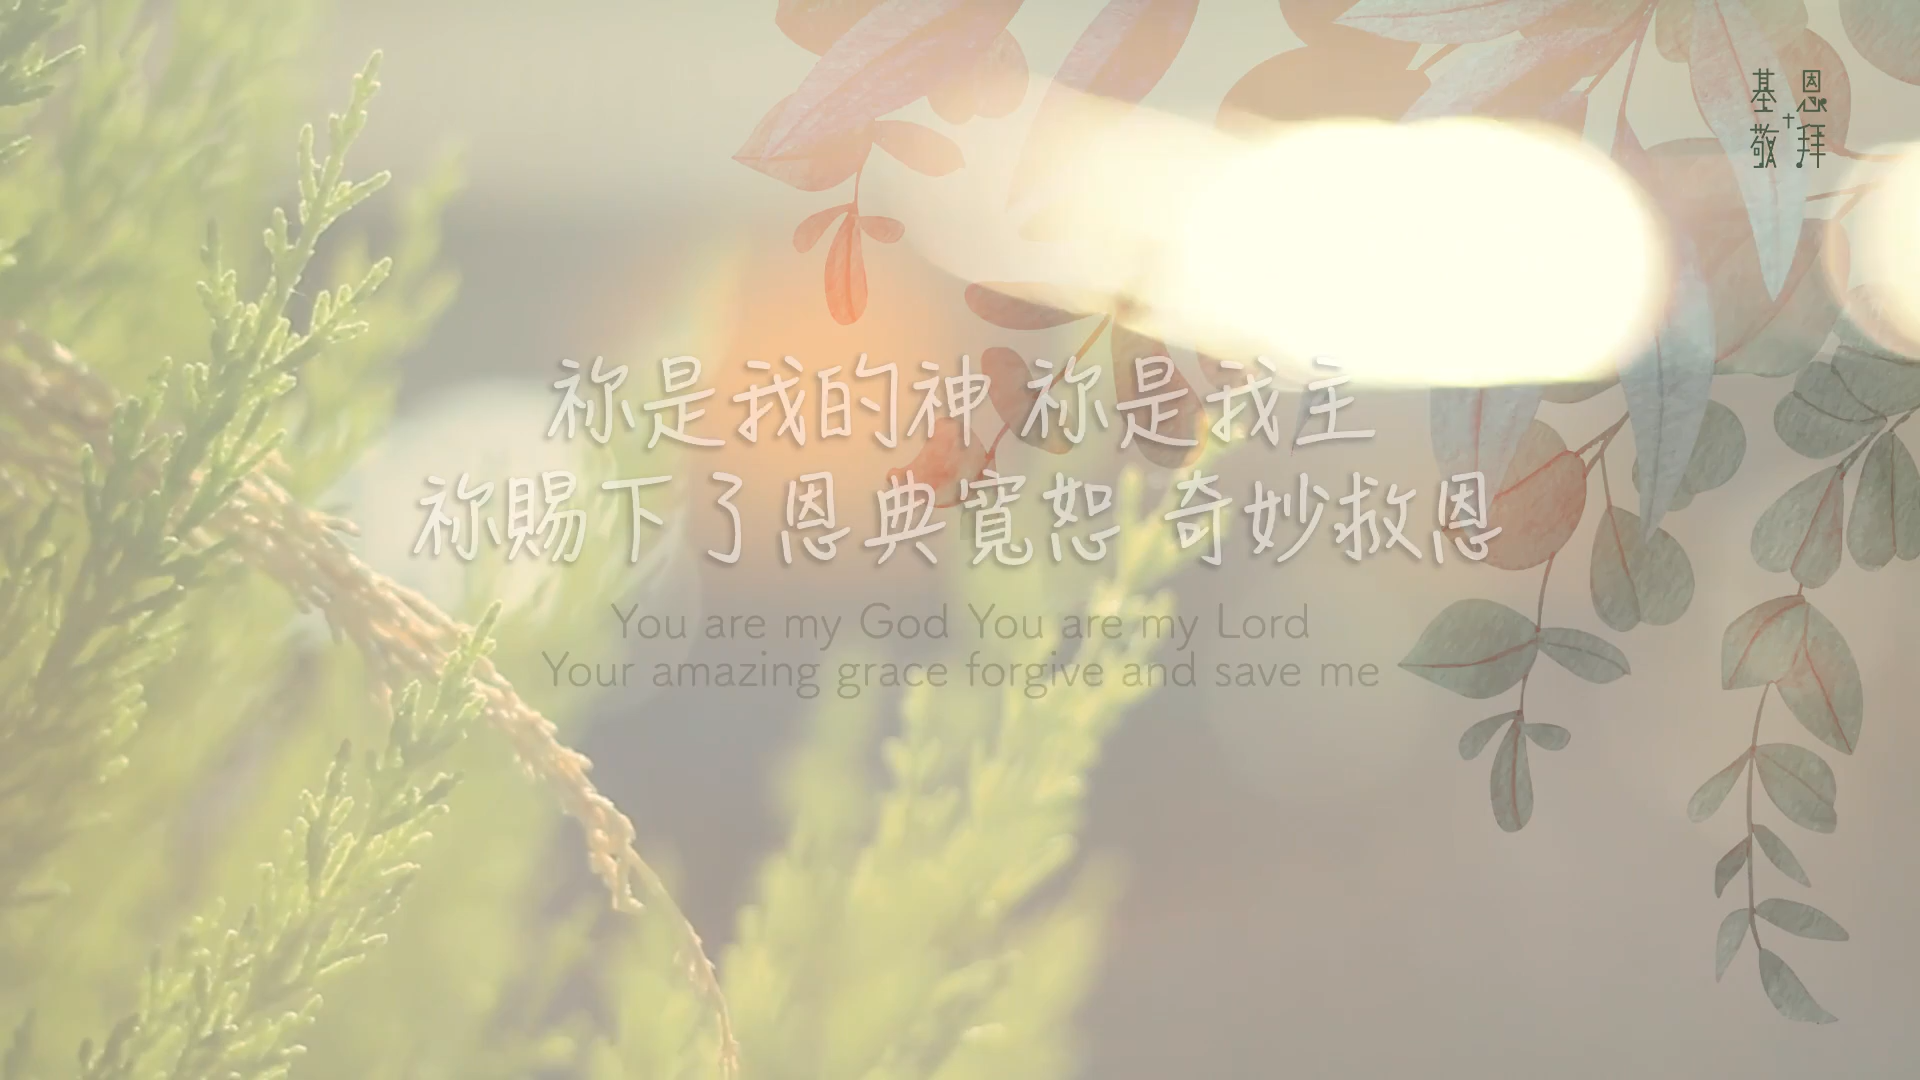 基恩
敬拜
祢是我的神 祢是我主
祢賜下了恩典寬恕 奇妙救恩
You are my God You are my Lord
Your amazing grace forgive and save me